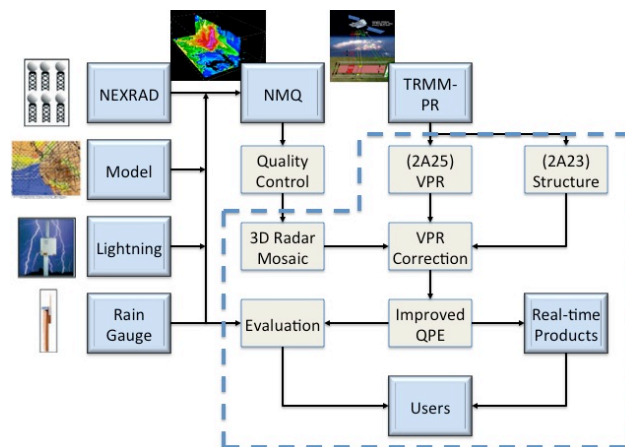 NEXRAD
NMQ
TRMM-
PR
Model
Quality
Control
(2A25)
VPR
(2A23)
Structure
Lightning
3D Radar
Mosaic
VPR
Correction
Rain
Gauge
Evaluation
Improved
QPE
Real-time
Products
Users